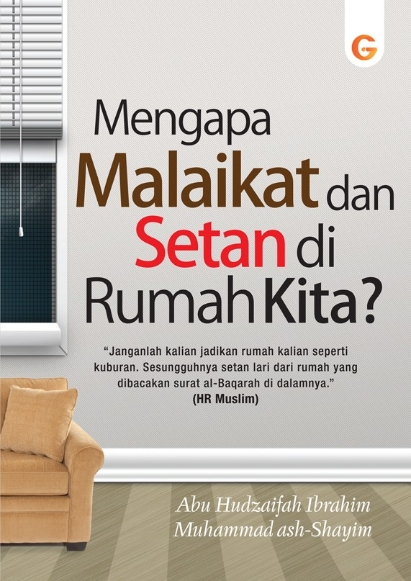 G
Mengapa
Malaikat dan
Setan di
Rumah Kita?
“Janganlah kalian jadikan rumah kalian seperti
kuburan. Sesungguhnya setan lari dari rumah yang
dibacakan surat al-Baqarah di dalamnya.”
(HR Muslim)
Abu Hudzaifah Ibrahim
Muhammad ash-Shayim